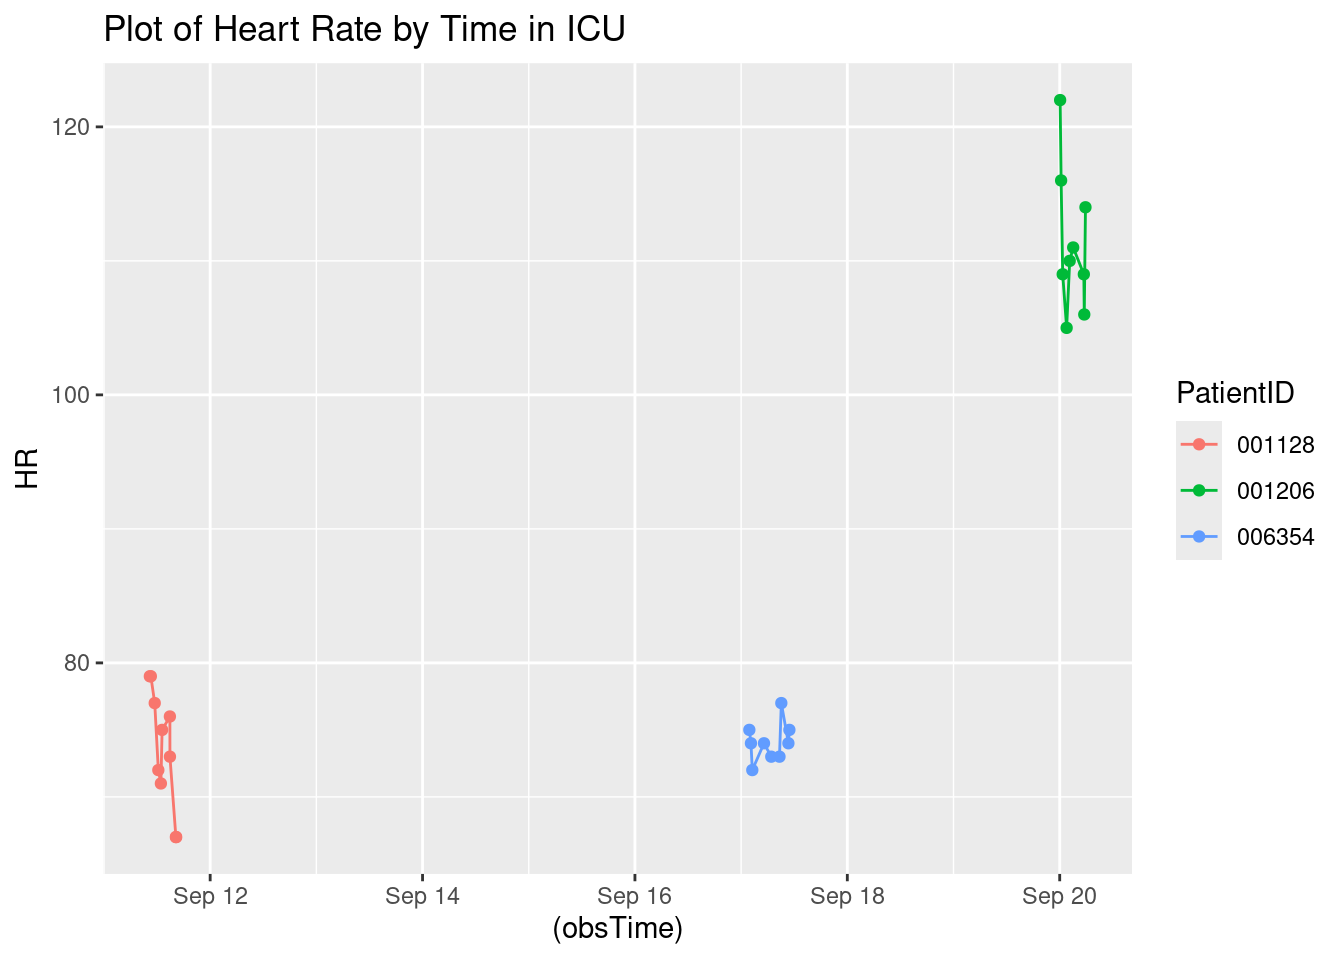 Plot of Heart Rate by Time in ICU
120
100
80
HR
Sep 12
Sep 14
Sep 16
Sep 18
Sep 20
(obsTime)
PatientID
001128
001206
006354